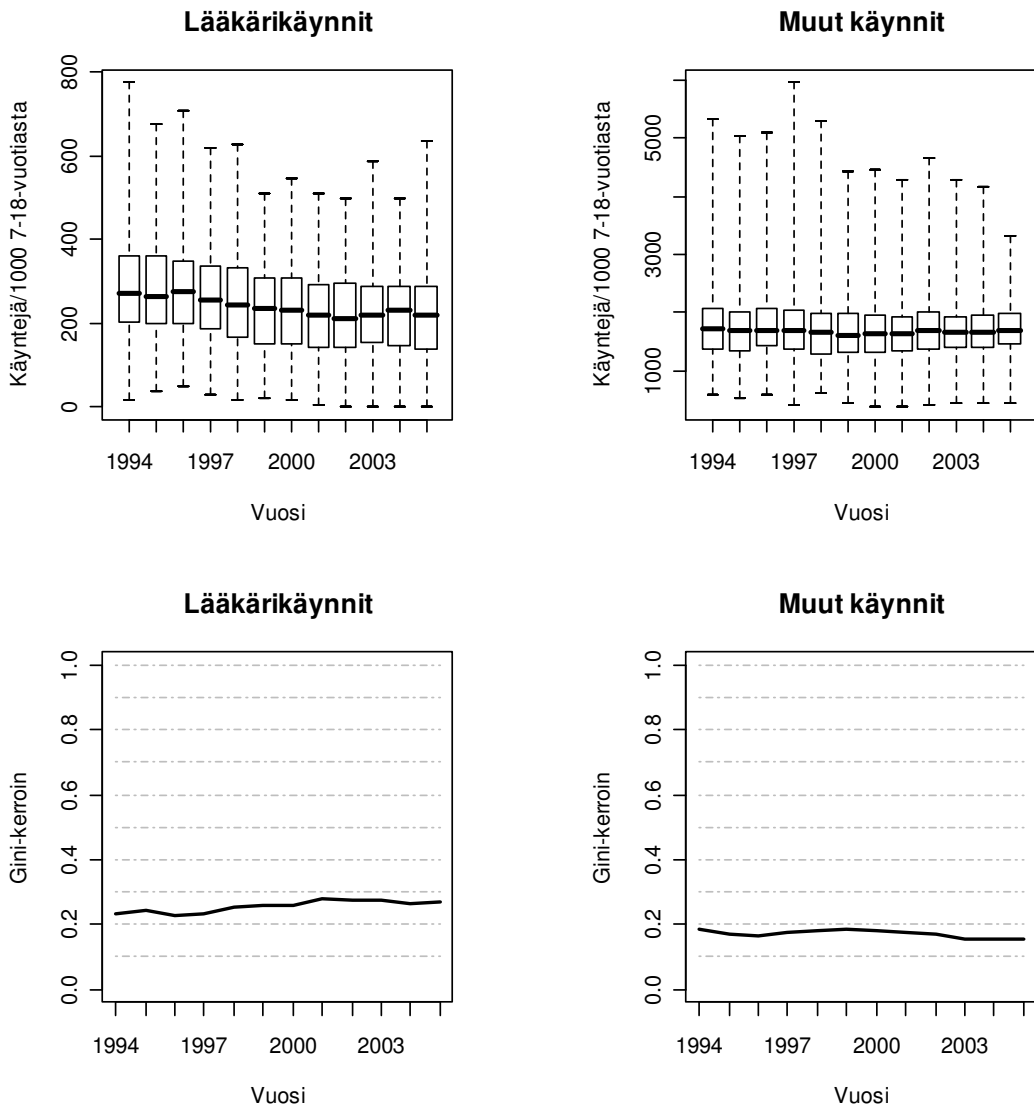 Lääkärikäynnit
Käyntejä/1000 7-18-vuotiasta
800
600
400
200
0
1994 1997 2000 2003
Vuosi
Muut käynnit
Käyntejä/1000 7-18-vuotiasta
5000
3000
1000
1994 1997 2000 2003
Vuosi
Lääkärikäynnit
Gini-kerroin
1.0
0.8
0.6
0.4
0.2
0.0
1994 1997 2000 2003
Vuosi
Muut käynnit
Gini-kerroin
1.0
0.8
0.6
0.4
0.2
0.0
1994 1997 2000 2003
Vuosi